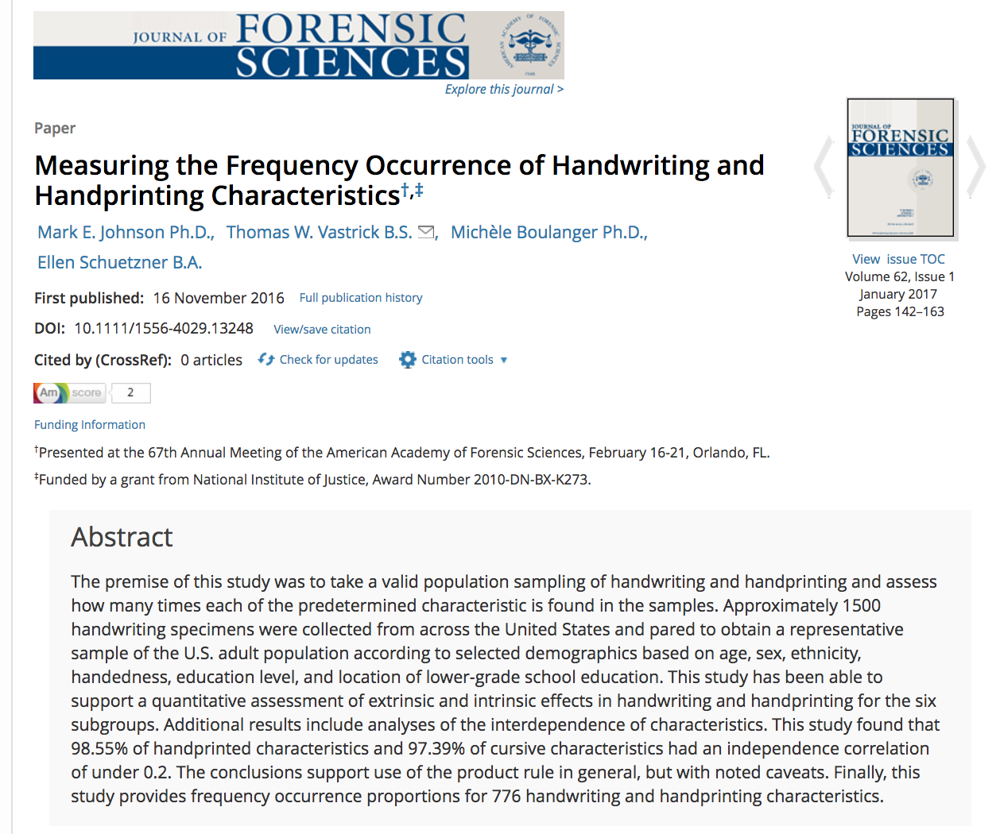 JOURNAL OF FORENSIC
SCIENCES
AMERICAN ACADEMY OF FORENSIC SCIENCES
1948
Explore this journal >
Paper
Measuring the Frequency Occurrence of Handwriting and
Handprinting Characteristics†,‡
Mark E. Johnson Ph.D., Thomas W. Vastrick B.S. , Michèle Boulanger Ph.D.,
Ellen Schuetzner B.A.
First published: 16 November 2016 Full publication history
DOI: 10.1111/1556-4029.13248 View/save citation
Cited by (CrossRef): 0 articles Check for updates Citation tools ▼
Am score 2
Funding Information
†Presented at the 67th Annual Meeting of the American Academy of Forensic Sciences, February 16-21, Orlando, FL.
‡Funded by a grant from National Institute of Justice, Award Number 2010-DN-BX-K273.
JOURNAL OF
FORENSIC
SCIENCES
View issue TOC
Volume 62, Issue 1
January 2017
Pages 142–163
Abstract
The premise of this study was to take a valid population sampling of handwriting and handprinting and assess
how many times each of the predetermined characteristic is found in the samples. Approximately 1500
handwriting specimens were collected from across the United States and pared to obtain a representative
sample of the U.S. adult population according to selected demographics based on age, sex, ethnicity,
handedness, education level, and location of lower-grade school education. This study has been able to
support a quantitative assessment of extrinsic and intrinsic effects in handwriting and handprinting for the six
subgroups. Additional results include analyses of the interdependence of characteristics. This study found that
98.55% of handprinted characteristics and 97.39% of cursive characteristics had an independence correlation
of under 0.2. The conclusions support use of the product rule in general, but with noted caveats. Finally, this
study provides frequency occurrence proportions for 776 handwriting and handprinting characteristics.